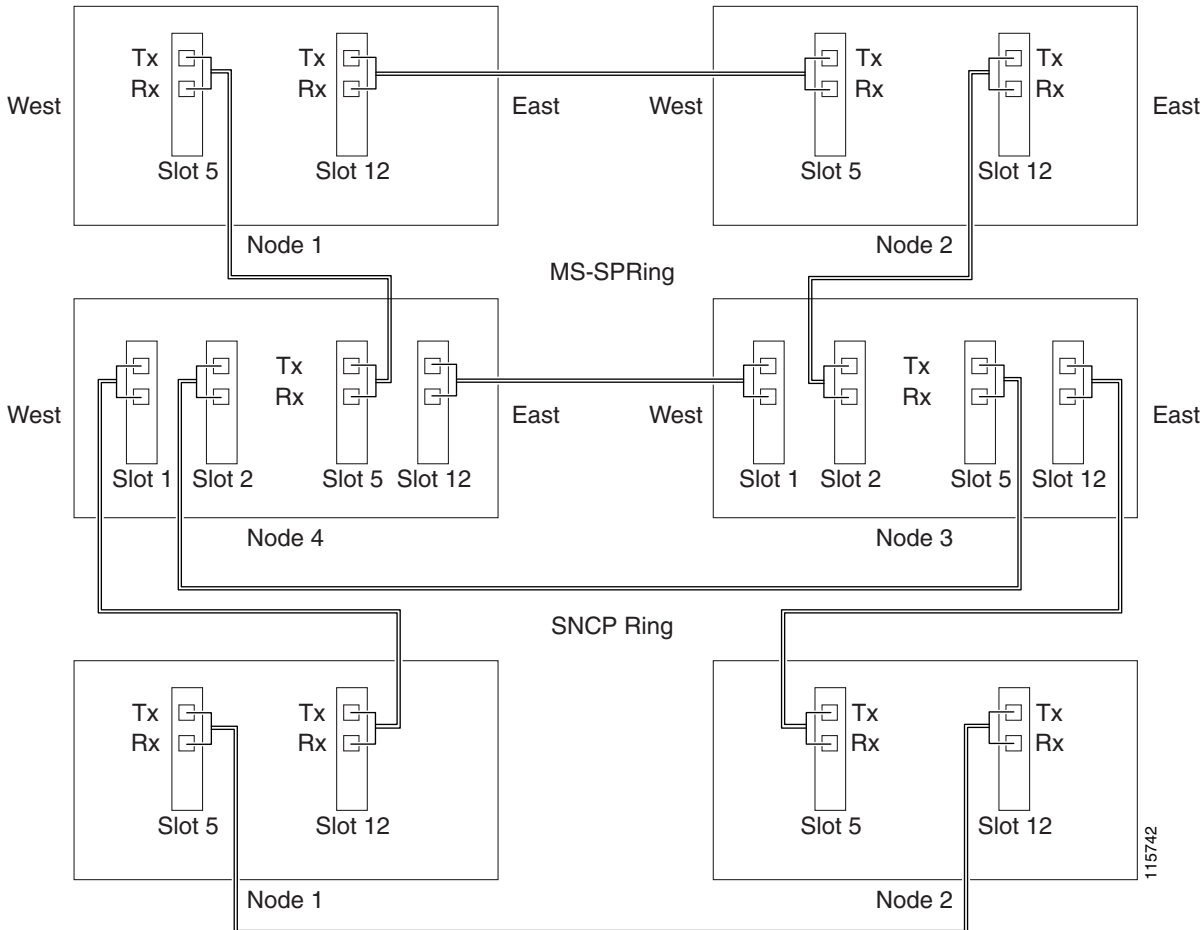 Tx Tx Tx Tx
Rx Rx Rx Rx
West East West East
Slot 5 Slot 12 Slot 5 Slot 12
Node 1 Node 2
MS-SPRing
Tx Tx
Rx Rx
West East West East
Slot 1 Slot 2 Slot 5 Slot 12 Slot 1 Slot 2 Slot 5 Slot 12
Node 4 Node 3
SNCP Ring
Tx Tx Tx Tx
Rx Rx Rx Rx
Slot 5 Slot 12 Slot 5 Slot 12
115742
Node 1 Node 2